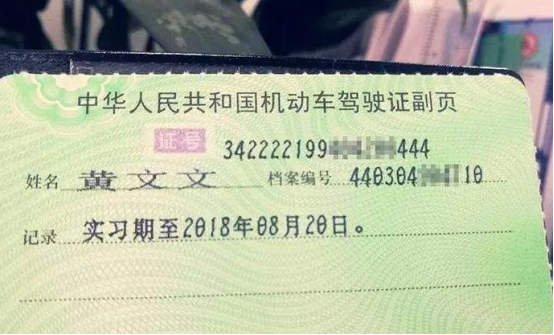 中华人民共和国机动车驾驶证副页
证号 342222199 444
姓名 黄文文 档案编号 440304 10
记录 实习期至2018年08月20日。